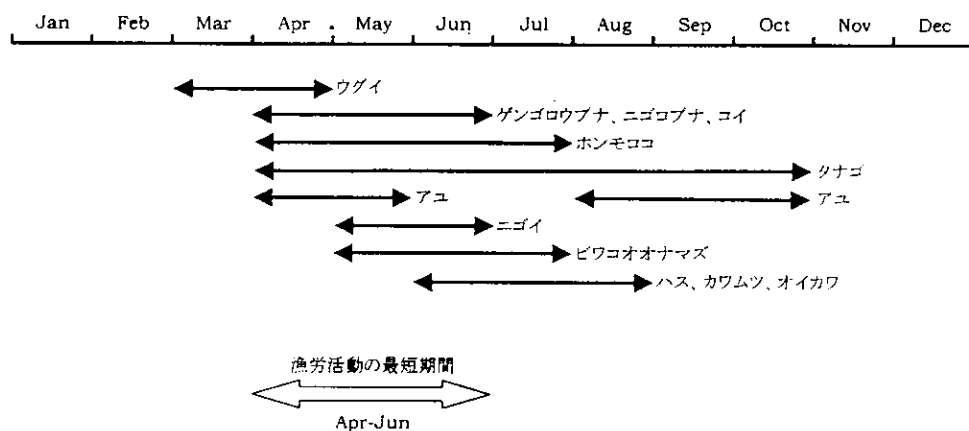 Jan Feb Mar Apr May Jun Jul Aug Sep Oct Nov Dec
ウグイ
ゲンゴロウブナ、ニゴロブナ、コイ
ホンモロコ
タナゴ
アユ アユ
ニゴイ
ビワコオオナマズ
ハス、カワムツ、オイカワ
漁労活動の最短期間
Apr-Jun